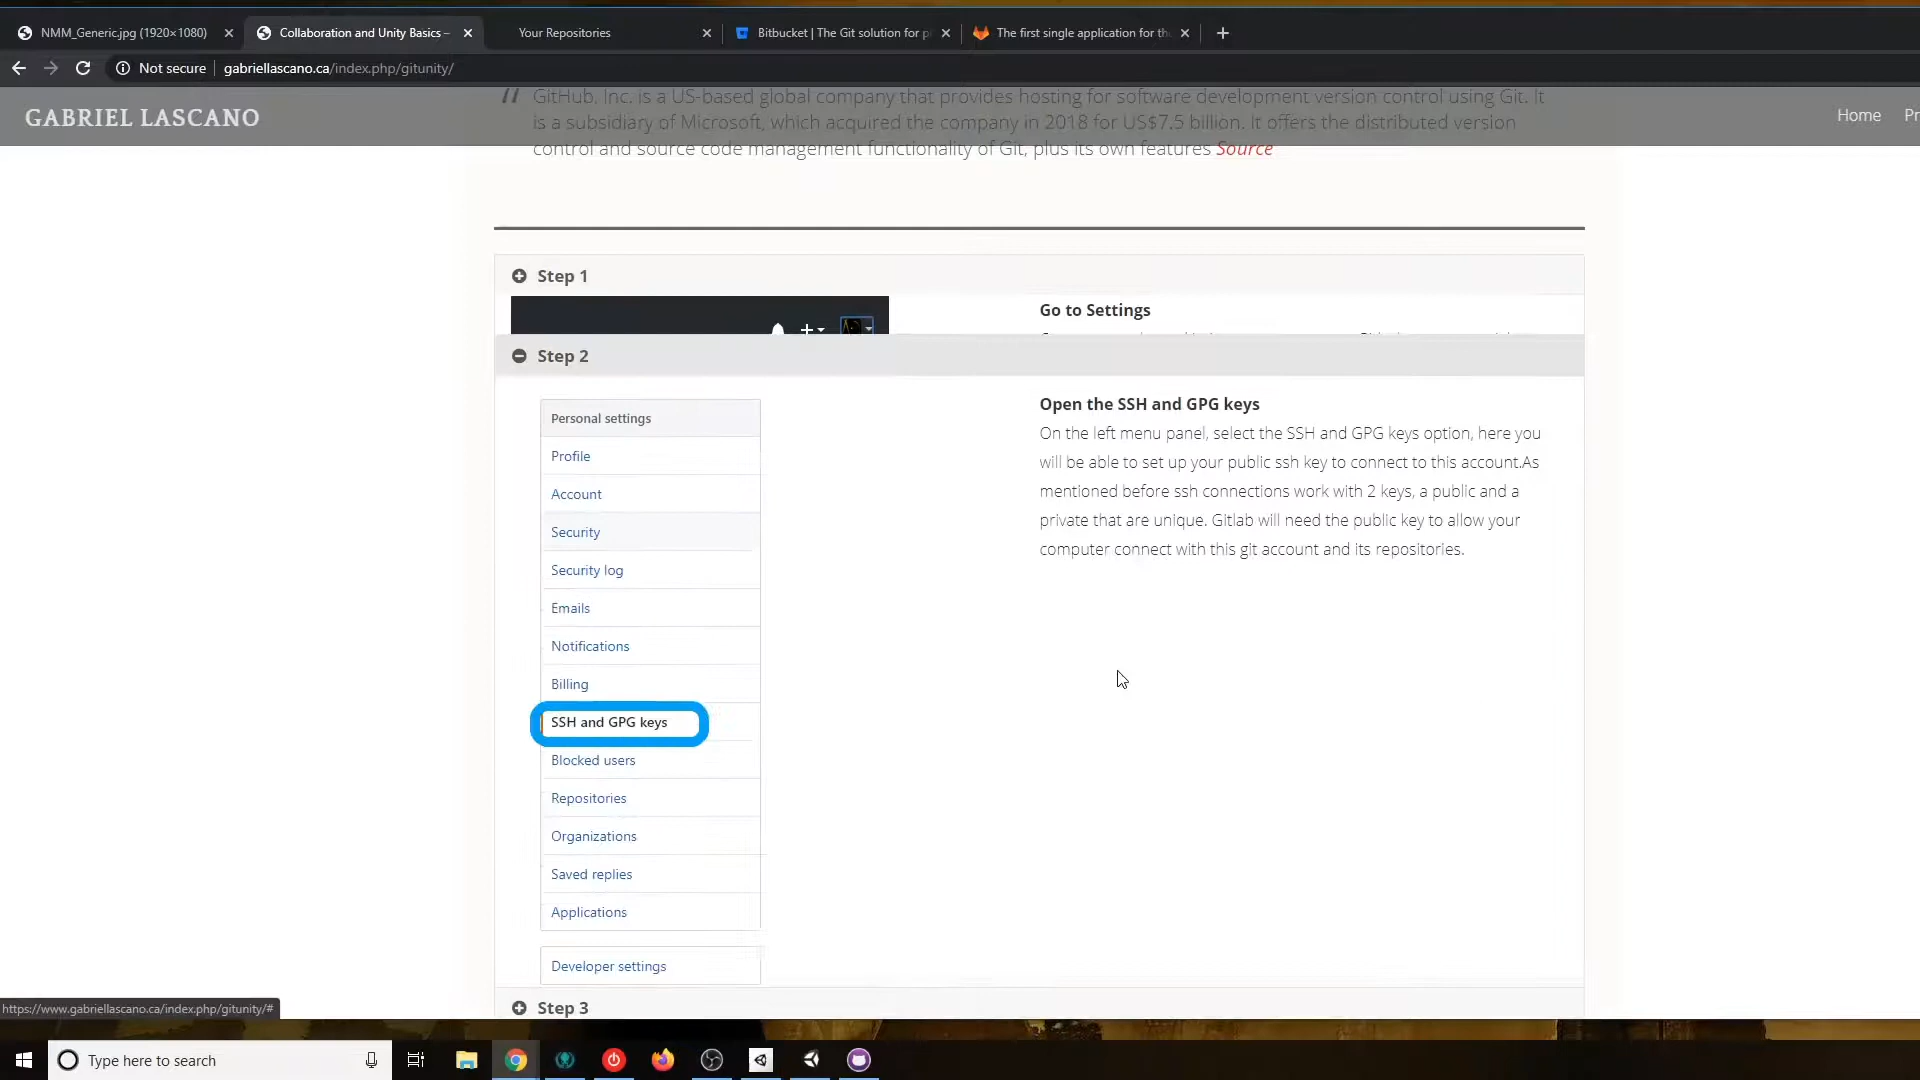 NMM_Generic.jpg (1920×1080)
Collaboration and Unity Basics –
Your Repositories
Bitbucket | The Git solution for p
The first single application for th
Not secure
gabriellascano.ca/index.php/gitunity/
GABRIEL LASCANO
Home
Pr
“ GitHub, Inc. is a US-based global company that provides hosting for software development version control using Git. It
is a subsidiary of Microsoft, which acquired the company in 2018 for US$7.5 billion. It offers the distributed version
control and source code management functionality of Git, plus its own features Source
Step 1
Go to Settings
Step 2
Personal settings
Profile
Account
Security
Security log
Emails
Notifications
Billing
SSH and GPG keys
Blocked users
Repositories
Organizations
Saved replies
Applications
Developer settings
Open the SSH and GPG keys
On the left menu panel, select the SSH and GPG keys option, here you
will be able to set up your public ssh key to connect to this account.As
mentioned before ssh connections work with 2 keys, a public and a
private that are unique. Gitlab will need the public key to allow your
computer connect with this git account and its repositories.
Step 3
https://www.gabriellascano.ca/index.php/gitunity/#
Type here to search